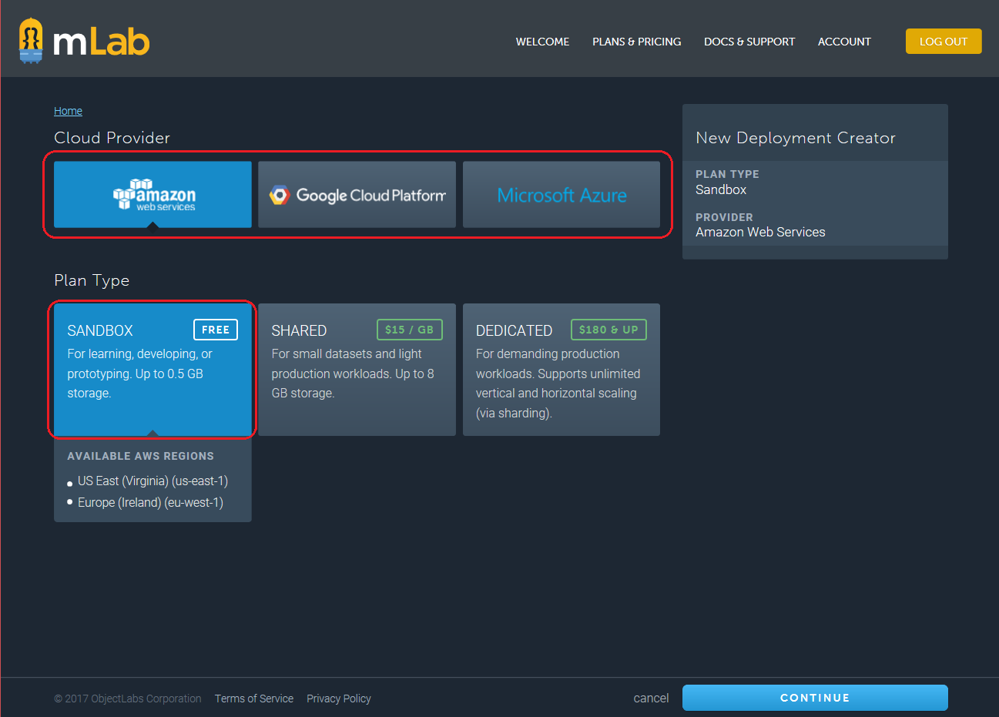 mLab
WELCOME
PLANS & PRICING
DOCS & SUPPORT
ACCOUNT
LOG OUT
Home
Cloud Provider
amazon
web services
Google Cloud Platform
Microsoft Azure
Plan Type
SANDBOX
FREE
For learning, developing, or
prototyping. Up to 0.5 GB
storage.
SHARED
$15 / GB
For small datasets and light
production workloads. Up to 8
GB storage.
DEDICATED
$180 & UP
For demanding production
workloads. Supports unlimited
vertical and horizontal scaling
(via sharding).
AVAILABLE AWS REGIONS
US East (Virginia) (us-east-1)
Europe (Ireland) (eu-west-1)
New Deployment Creator
PLAN TYPE
Sandbox
PROVIDER
Amazon Web Services
© 2017 ObjectLabs Corporation
Terms of Service
Privacy Policy
cancel
CONTINUE